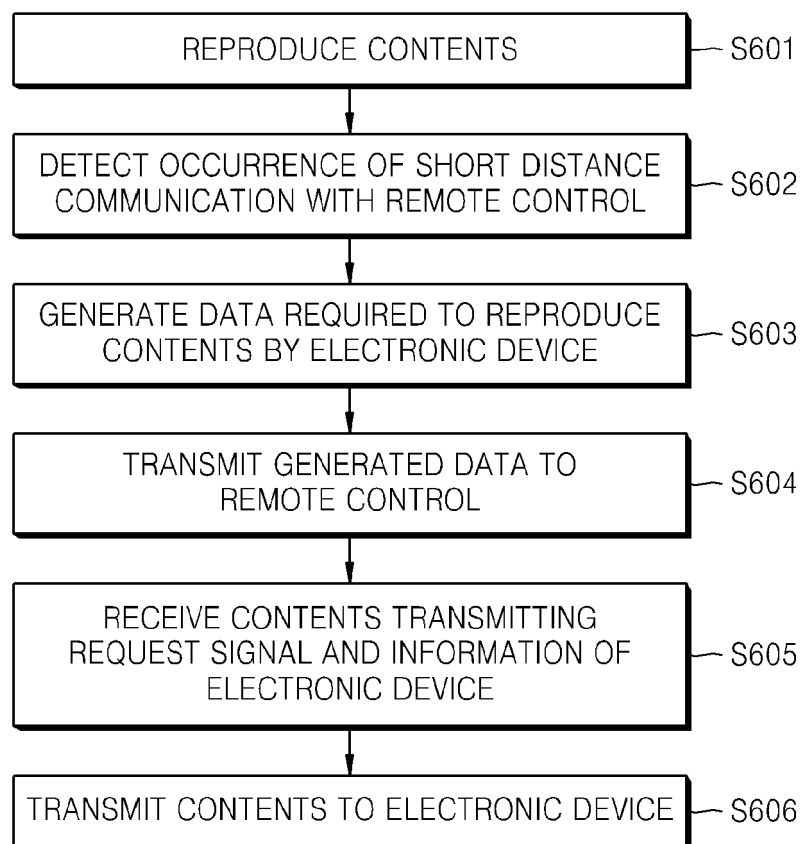 REPRODUCE CONTENTS
S601
DETECT OCCURRENCE OF SHORT DISTANCE
COMMUNICATION WITH REMOTE CONTROL
S602
GENERATE DATA REQUIRED TO REPRODUCE
CONTENTS BY ELECTRONIC DEVICE
S603
TRANSMIT GENERATED DATA TO
REMOTE CONTROL
S604
RECEIVE CONTENTS TRANSMITTING
REQUEST SIGNAL AND INFORMATION OF
ELECTRONIC DEVICE
S605
TRANSMIT CONTENTS TO ELECTRONIC DEVICE
S606